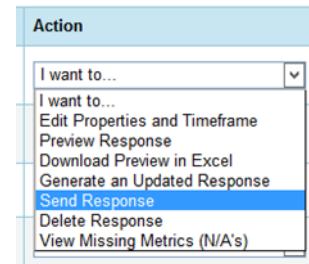 Action
I want to...
I want to...
Edit Properties and Timeframe
Preview Response
Download Preview in Excel
Generate an Updated Response
Send Response
Delete Response
View Missing Metrics (N/A's)